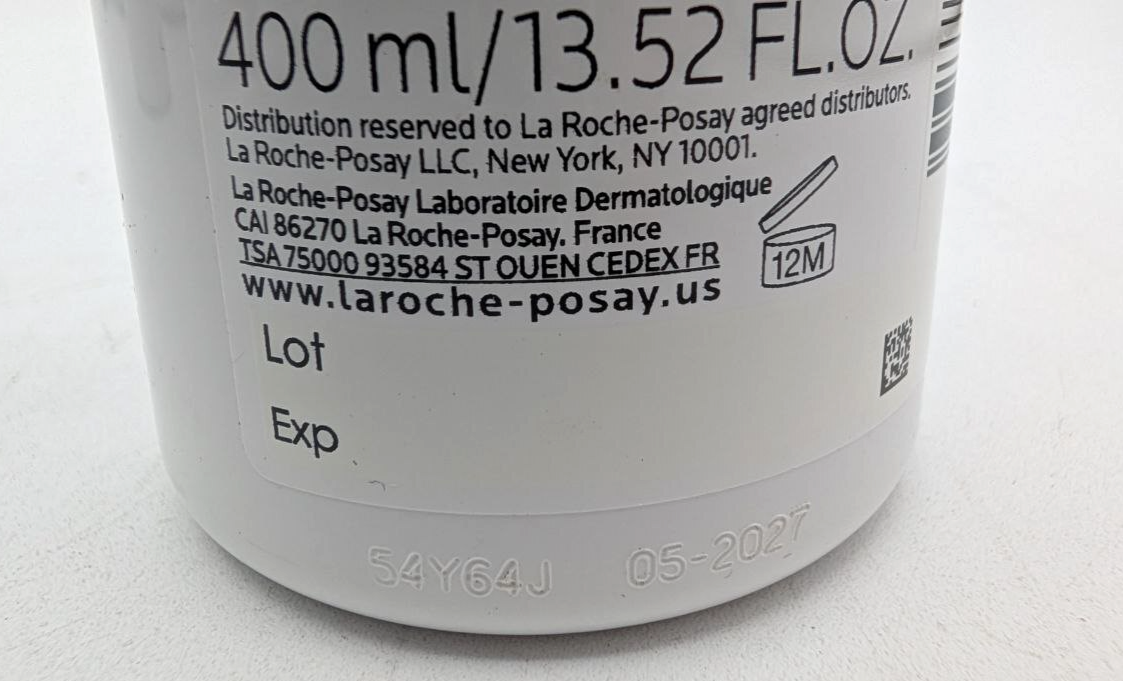 400 ml/13.52 FL.OZ.
Distribution reserved to La Roche-Posay agreed distributors.
La Roche-Posay LLC, New York, NY 10001.
La Roche-Posay Laboratoire Dermatologique
CAI 86270 La Roche-Posay. France
TSA 75000 93584 ST OUEN CEDEX FR
www.laroche-posay.us
12M
Lot
Exp
54Y64J 05-2027